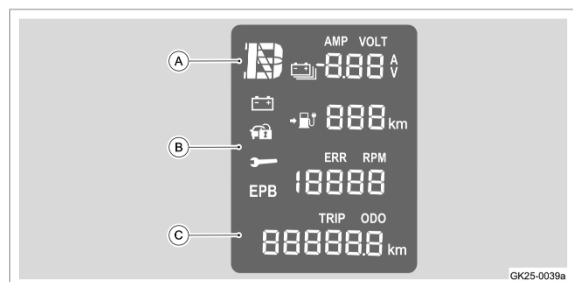 AMP VOLT
-8.88 A V
888 km
ERR RPM
18888
EPB
TRIP ODO
88888.8 km
A
B
C
GK25-0039a